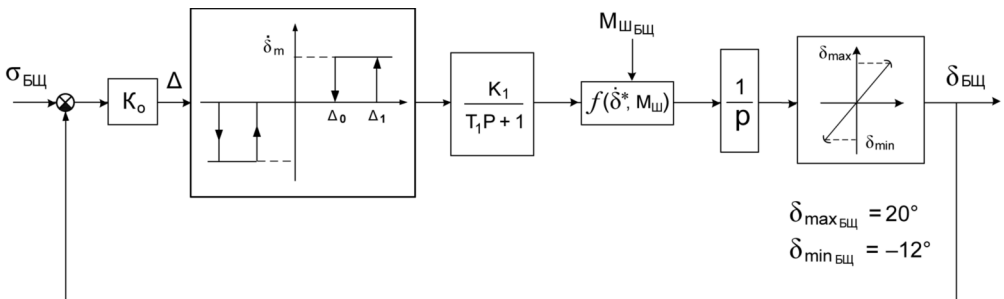 σБЩ
Kо
Δ
δ̇m
Δ0 Δ1
K1
T1P + 1
MШБЩ
f(δ̇*, MШ)
1
p
δmax
δmin
δБЩ
δmaxБЩ = 20°
δminБЩ = –12°